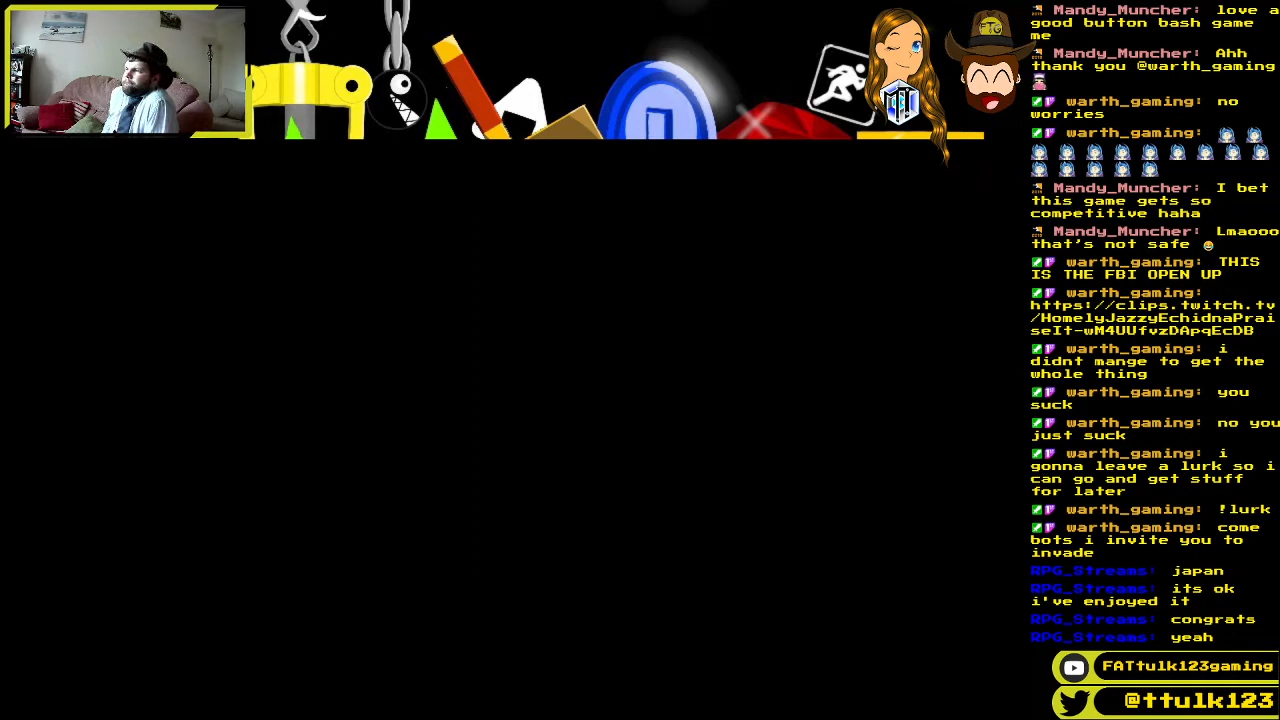 Mandy_Muncher: love a
good button bash game
me
Mandy_Muncher: Ahh
thank you @warth_gaming
warth_gaming: no
worries
warth_gaming:
Mandy_Muncher: I bet
this game gets so
competitive haha
Mandy_Muncher: Lmaooo
that's not safe
warth_gaming: THIS
IS THE FBI OPEN UP
warth_gaming:
https://clips.twitch.tv
/HomelyJazzyEchidnaPrai
seIt-wM4UUfvzDApqEcDB
warth_gaming: i
didnt mange to get the
whole thing
warth_gaming: you
suck
warth_gaming: no you
just suck
warth_gaming: i
gonna leave a lurk so i
can go and get stuff
for later
warth_gaming: !lurk
warth_gaming: come
bots i invite you to
invade
RPG_Streams: japan
RPG_Streams: its ok
i've enjoyed it
RPG_Streams: congrats
RPG_Streams: yeah
FATtulk123gaming
@ttulk123